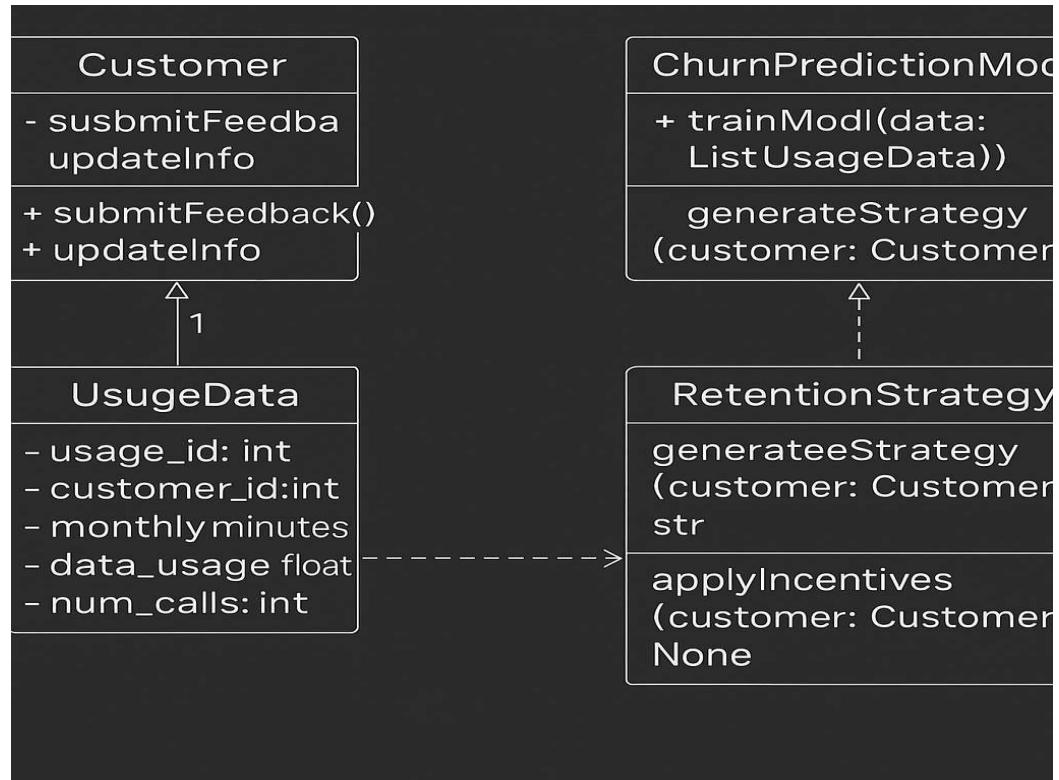 Customer
- susbmitFeedba
updateInfo
+ submitFeedback()
+ updateInfo
1
UsugeData
- usage_id: int
- customer_id:int
- monthly minutes
- data_usage float
- num_calls: int
ChurnPredictionMod
+ trainModl(data:
ListUsageData))
generateStrategy
(customer: Customer
RetentionStrategy
generateeStrategy
(customer: Customer
str
applyIncentives
(customer: Customer
None